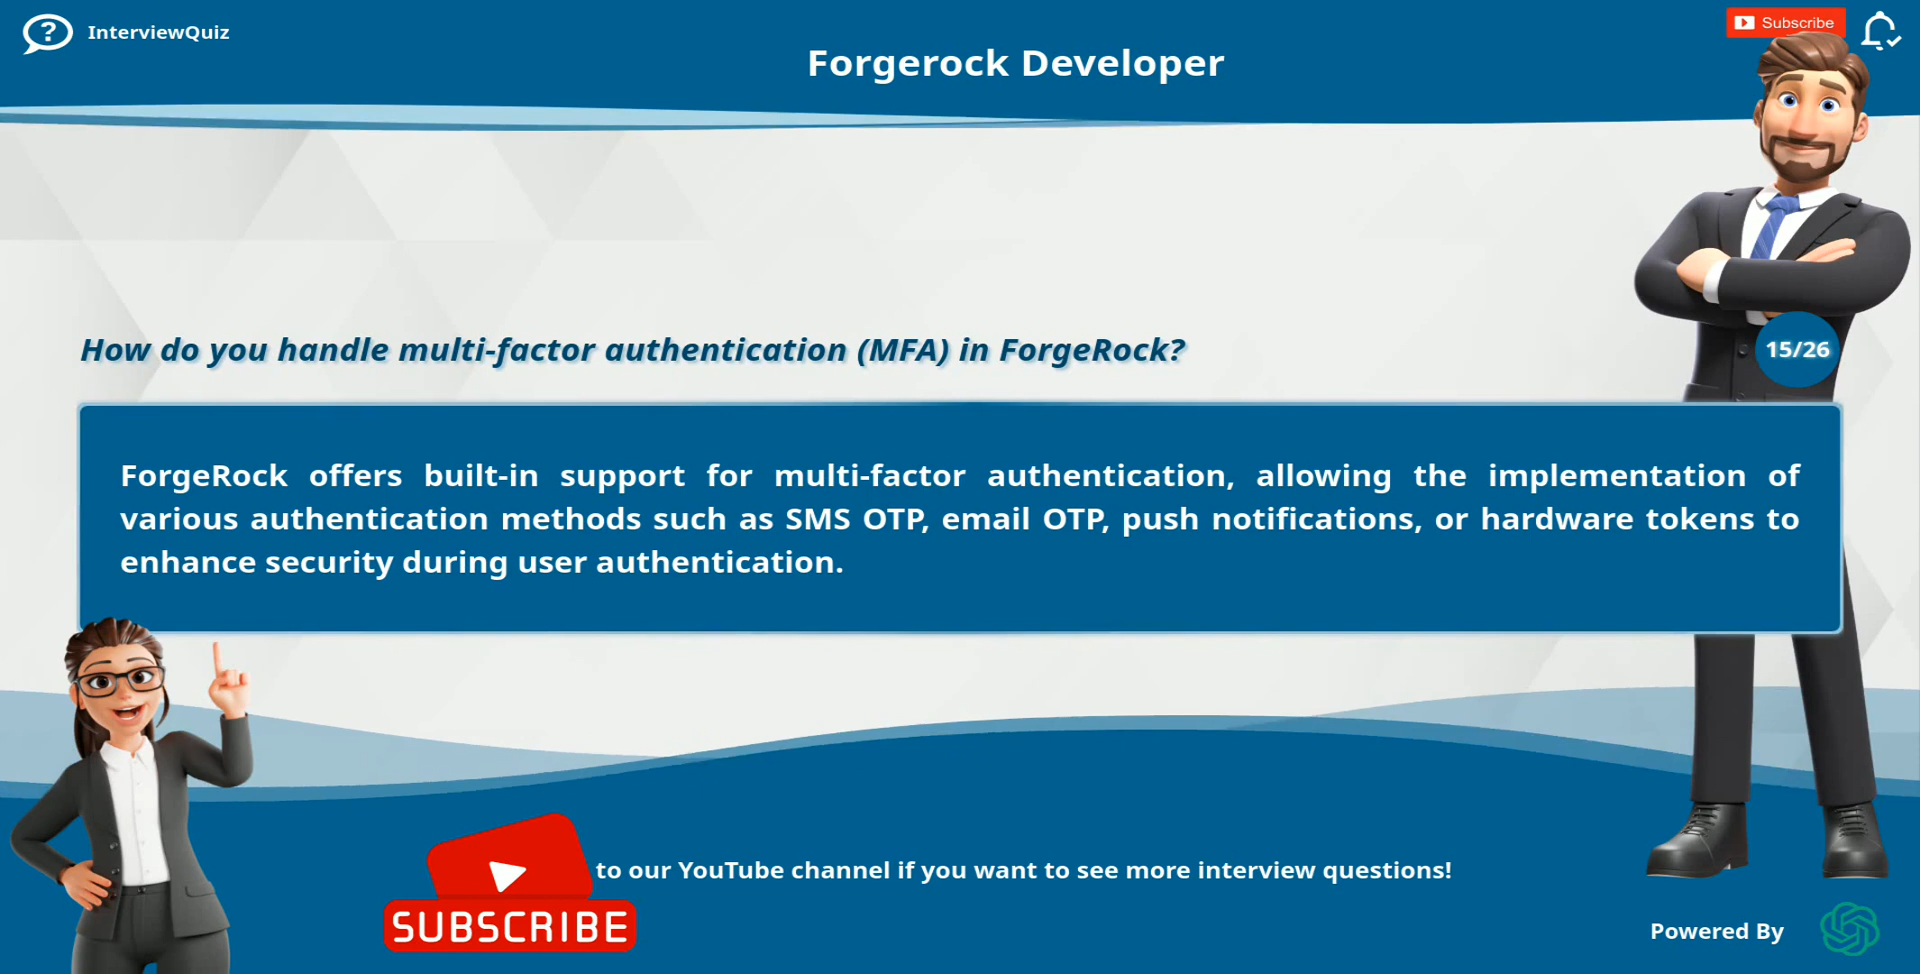 InterviewQuiz
Subscribe
Forgerock Developer
How do you handle multi-factor authentication (MFA) in ForgeRock?
15/26
ForgeRock offers built-in support for multi-factor authentication, allowing the implementation of
various authentication methods such as SMS OTP, email OTP, push notifications, or hardware tokens to
enhance security during user authentication.
to our YouTube channel if you want to see more interview questions!
SUBSCRIBE
Powered By